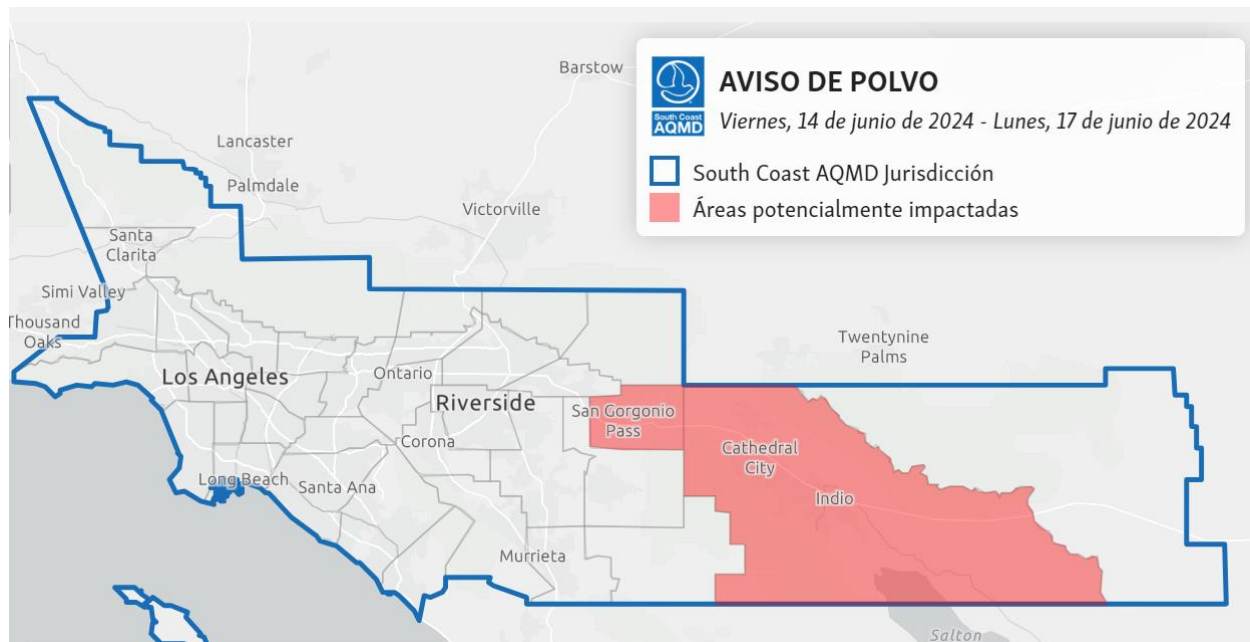 Barstow
AVISO DE POLVO
South Coast
AQMD
Viernes, 14 de junio de 2024 - Lunes, 17 de junio de 2024
South Coast AQMD Jurisdicción
Áreas potencialmente impactadas
Lancaster
Palmdale
Victorville
Santa
Clarita
Simi Valley
Thousand
Oaks
Twentynine
Palms
Los Angeles
Ontario
Riverside
San Gorgonio
Pass
Corona
Cathedral
City
Long Beach
Santa Ana
Indio
Murrieta
Salton